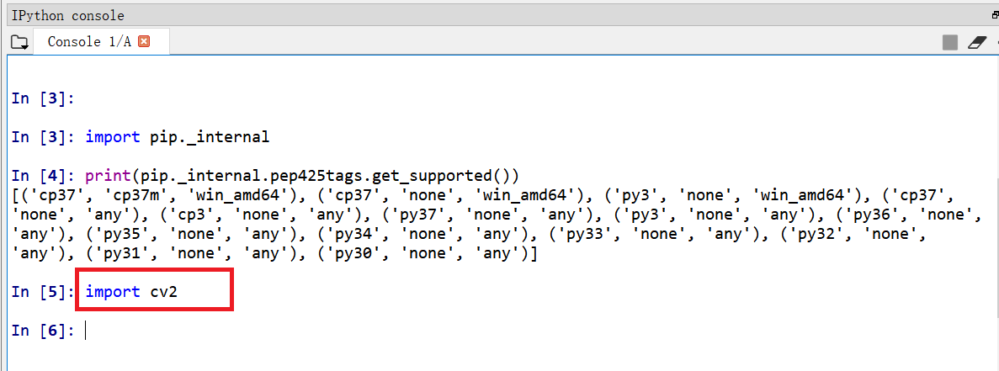 IPython console
Console 1/A
In [3]:
In [3]: import pip._internal
In [4]: print(pip._internal.pep425tags.get_supported())
[('cp37', 'cp37m', 'win_amd64'), ('cp37', 'none', 'win_amd64'), ('py3', 'none', 'win_amd64'), ('cp37',
'none', 'any'), ('cp3', 'none', 'any'), ('py37', 'none', 'any'), ('py3', 'none', 'any'), ('py36', 'none',
'any'), ('py35', 'none', 'any'), ('py34', 'none', 'any'), ('py33', 'none', 'any'), ('py32', 'none',
'any'), ('py31', 'none', 'any'), ('py30', 'none', 'any')]
In [5]: import cv2
In [6]: